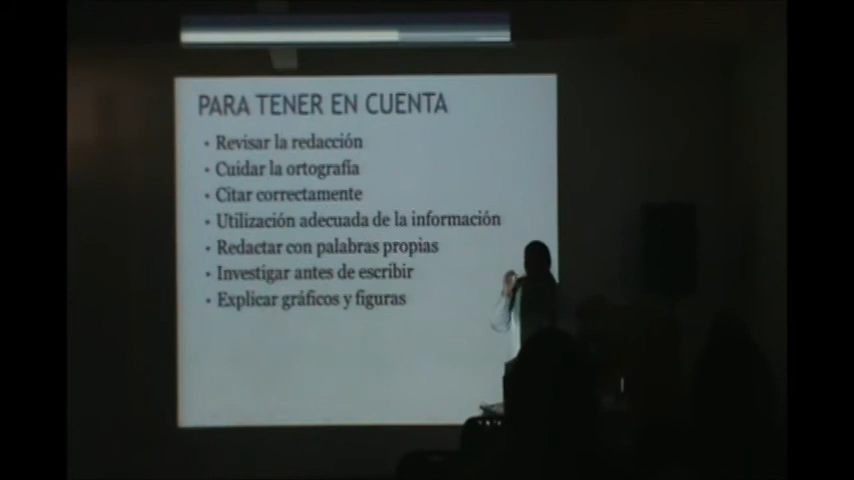 PARA TENER EN CUENTA
• Revisar la redacción
• Cuidar la ortografía
• Citar correctamente
• Utilización adecuada de la información
• Redactar con palabras propias
• Investigar antes de escribir
• Explicar gráficos y figuras